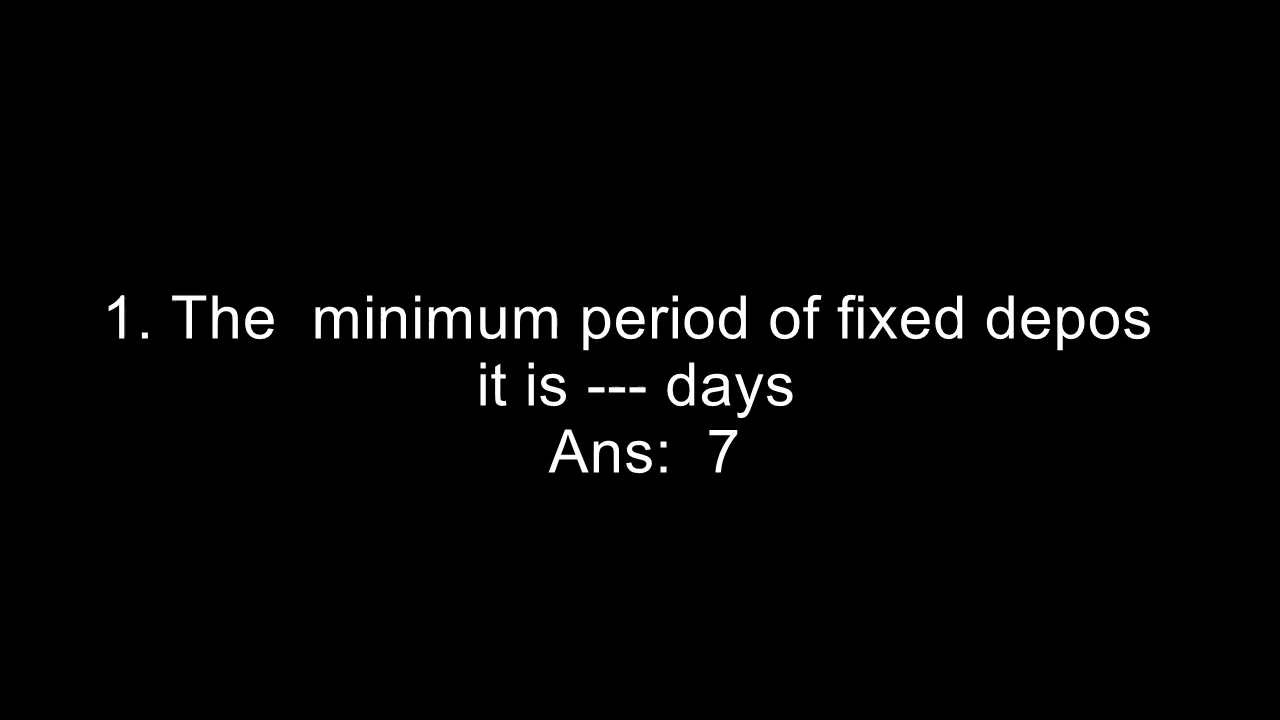 1. The  minimum period of fixed depos
it is --- days
Ans:  7